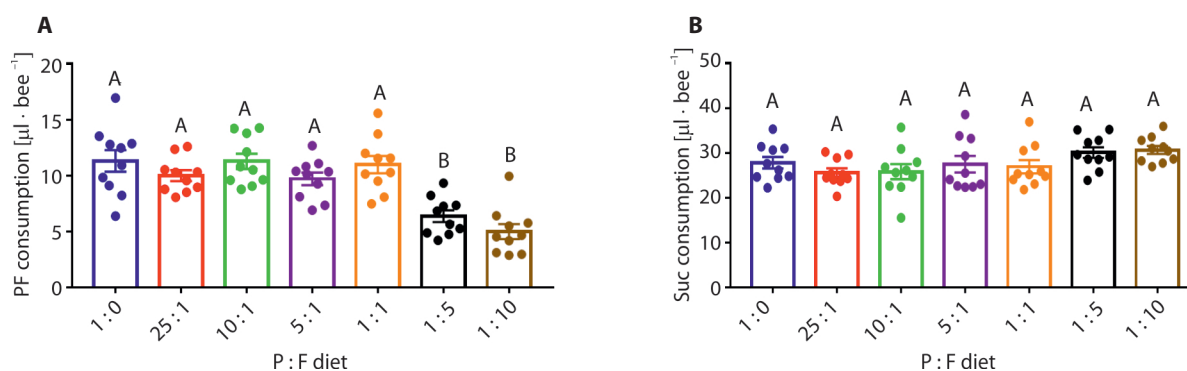 A
PF consumption [µl · bee⁻¹]
20
15
10
5
0
A
A
A
A
A
B
B
1 : 0
25 : 1
10 : 1
5 : 1
1 : 1
1 : 5
1 : 10
P : F diet
B
Suc consumption [µl · bee⁻¹]
50
40
30
20
10
0
A
A
A
A
A
A
A
1 : 0
25 : 1
10 : 1
5 : 1
1 : 1
1 : 5
1 : 10
P : F diet